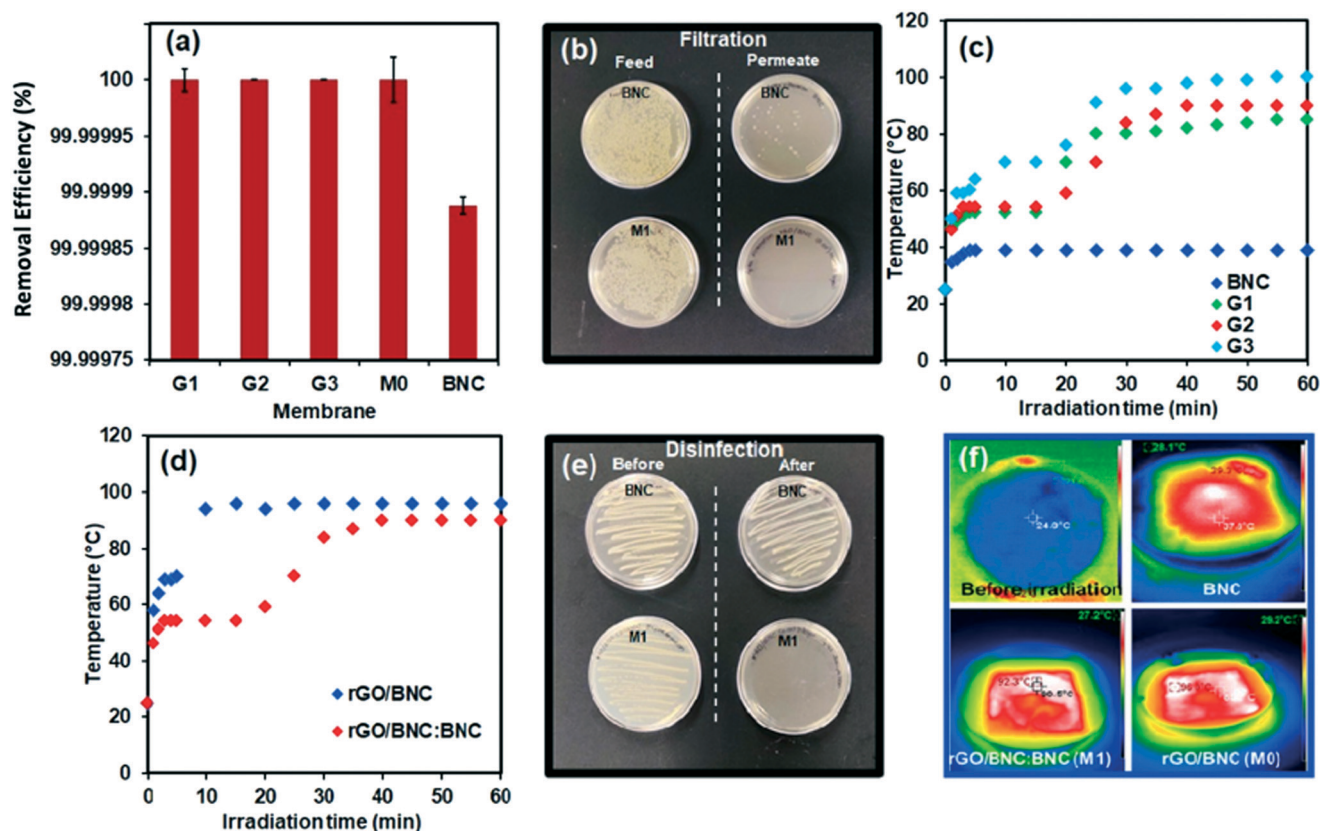 (a)
Removal Efficiency (%)
100
99.99995
99.9999
99.99985
99.9998
99.99975
G1 G2 G3 M0 BNC
Membrane
(b)
Filtration
Feed Permeate
BNC BNC
M1 M1
(c)
Temperature (°C)
120
100
80
60
40
20
0
BNC
G1
G2
G3
0 10 20 30 40 50 60
Irradiation time (min)
(d)
Temperature (°C)
120
100
80
60
40
20
0
rGO/BNC
rGO/BNC:BNC
0 10 20 30 40 50 60
Irradiation time (min)
(e)
Disinfection
Before After
BNC BNC
M1 M1
(f)
Before irradiation
28.1°C
BNC
27.2°C
rGO/BNC:BNC (M1)
rGO/BNC (M0)